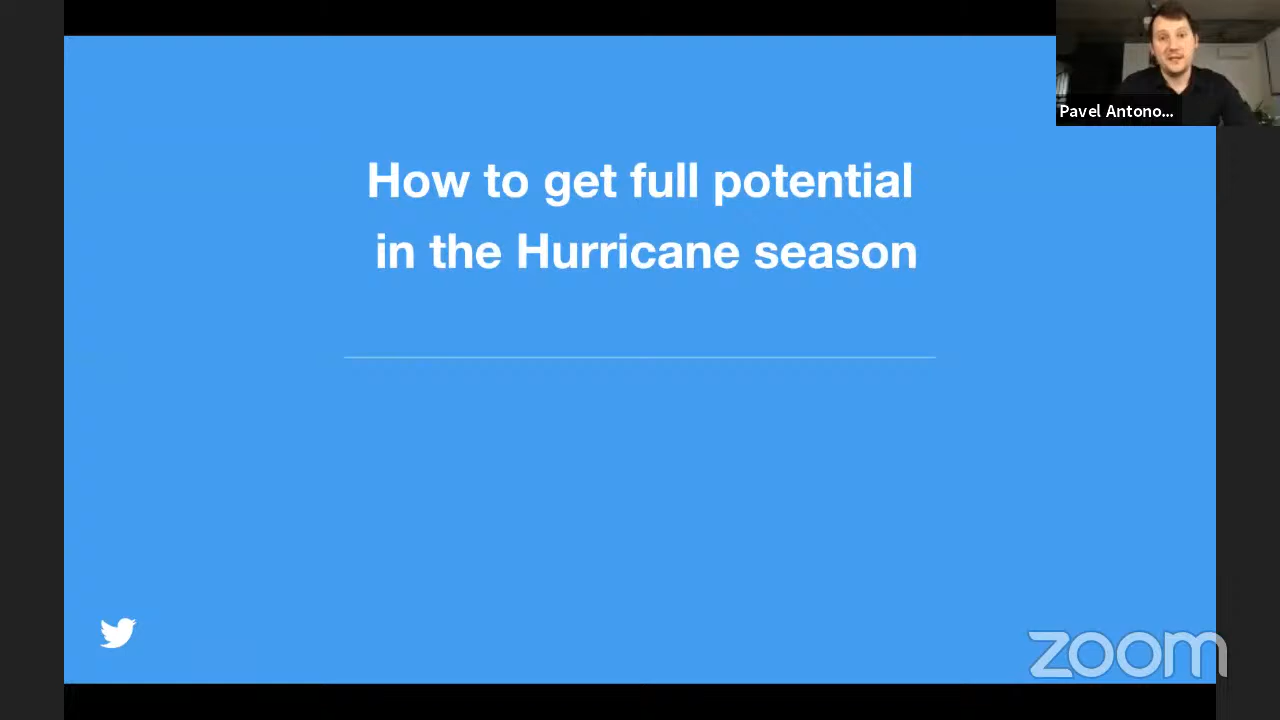 Pavel Antono...
How to get full potential
in the Hurricane season
zoom